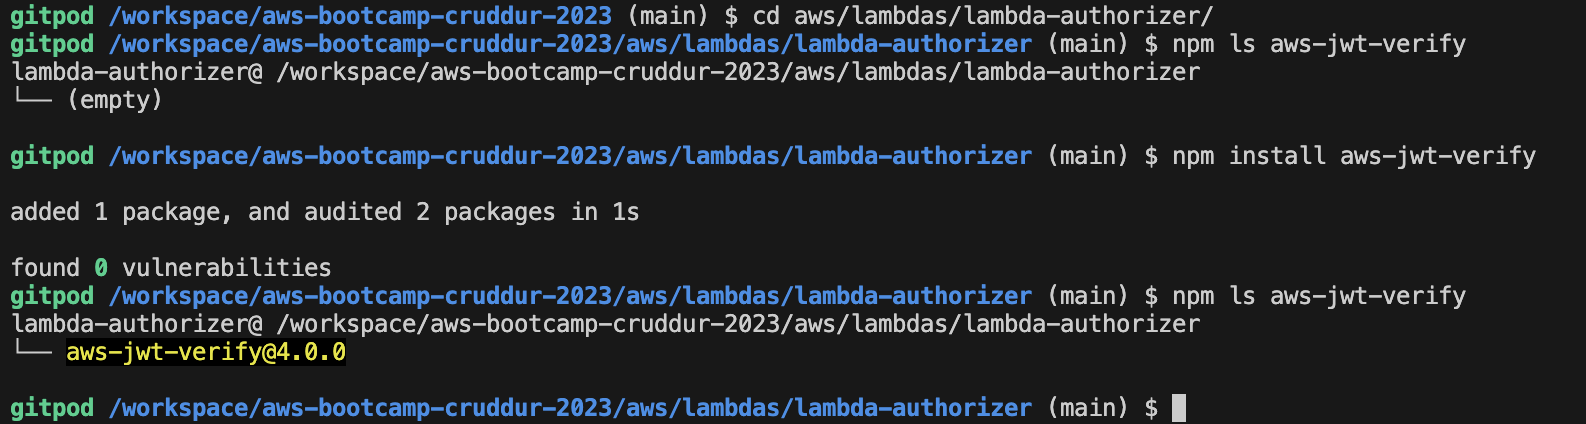 gitpod /workspace/aws-bootcamp-cruddur-2023 (main) $ cd aws/lambdas/lambda-authorizer/
gitpod /workspace/aws-bootcamp-cruddur-2023/aws/lambdas/lambda-authorizer (main) $ npm ls aws-jwt-verify
lambda-authorizer@ /workspace/aws-bootcamp-cruddur-2023/aws/lambdas/lambda-authorizer
└── (empty)
gitpod /workspace/aws-bootcamp-cruddur-2023/aws/lambdas/lambda-authorizer (main) $ npm install aws-jwt-verify
added 1 package, and audited 2 packages in 1s
found 0 vulnerabilities
gitpod /workspace/aws-bootcamp-cruddur-2023/aws/lambdas/lambda-authorizer (main) $ npm ls aws-jwt-verify
lambda-authorizer@ /workspace/aws-bootcamp-cruddur-2023/aws/lambdas/lambda-authorizer
└── aws-jwt-verify@4.0.0
gitpod /workspace/aws-bootcamp-cruddur-2023/aws/lambdas/lambda-authorizer (main) $